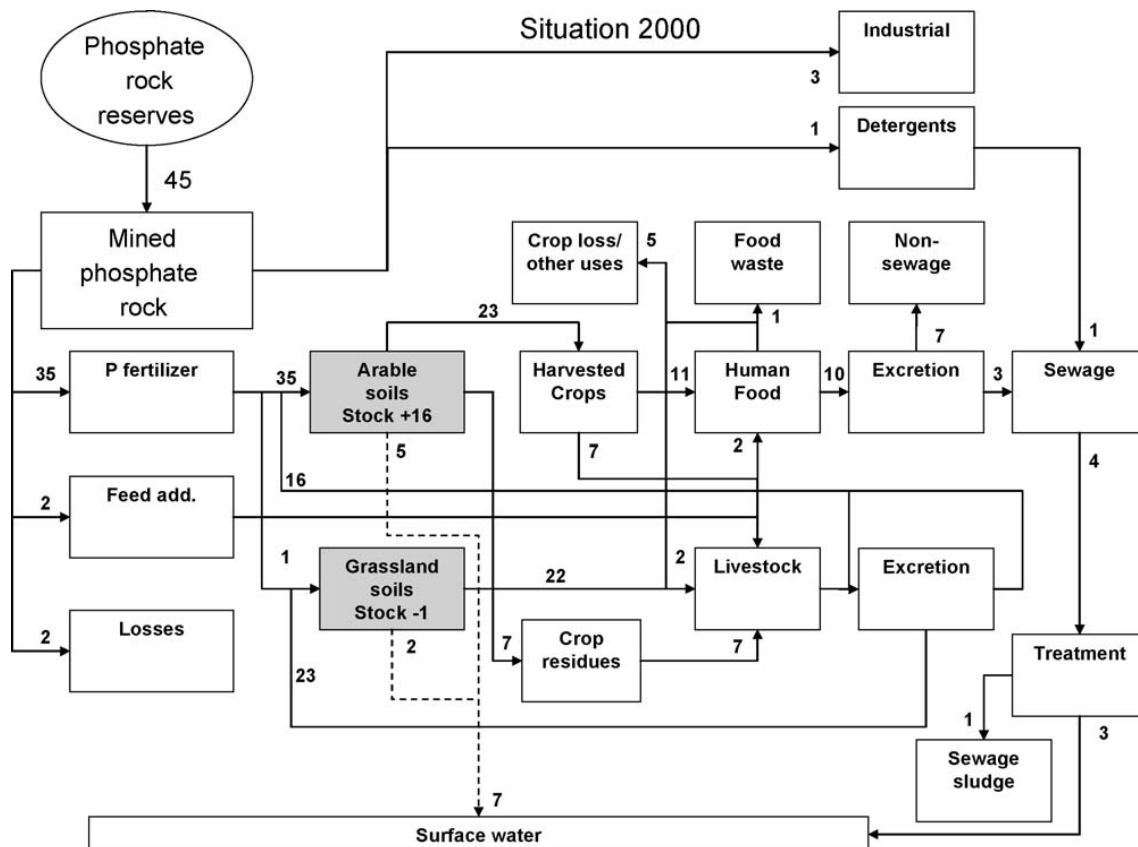 Situation 2000
Phosphate
rock
reserves
Industrial
3
Detergents
1
45
Mined
phosphate
rock
Crop loss/
other uses
5
Food
waste
Non-
sewage
23
1
7
1
35
P fertilizer
35
Arable
soils
Stock +16
Harvested
Crops
11
Human
Food
10
Excretion
3
Sewage
5
7
2
4
16
2
Feed add.
1
Grassland
soils
Stock -1
22
2
Livestock
Excretion
2
Losses
2
7
Crop
residues
7
Treatment
23
1
3
Sewage
sludge
7
Surface water